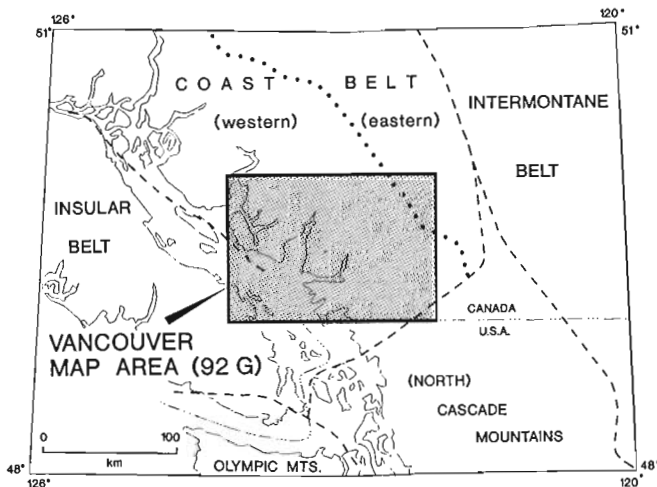 126°
120°
51°
51°
COAST BELT
(western) (eastern)
INTERMONTANE
BELT
INSULAR
BELT
CANADA
U.S.A.
VANCOUVER
MAP AREA (92 G)
(NORTH)
CASCADE
MOUNTAINS
0 100
km
OLYMPIC MTS.
48°
48°
126°
120°